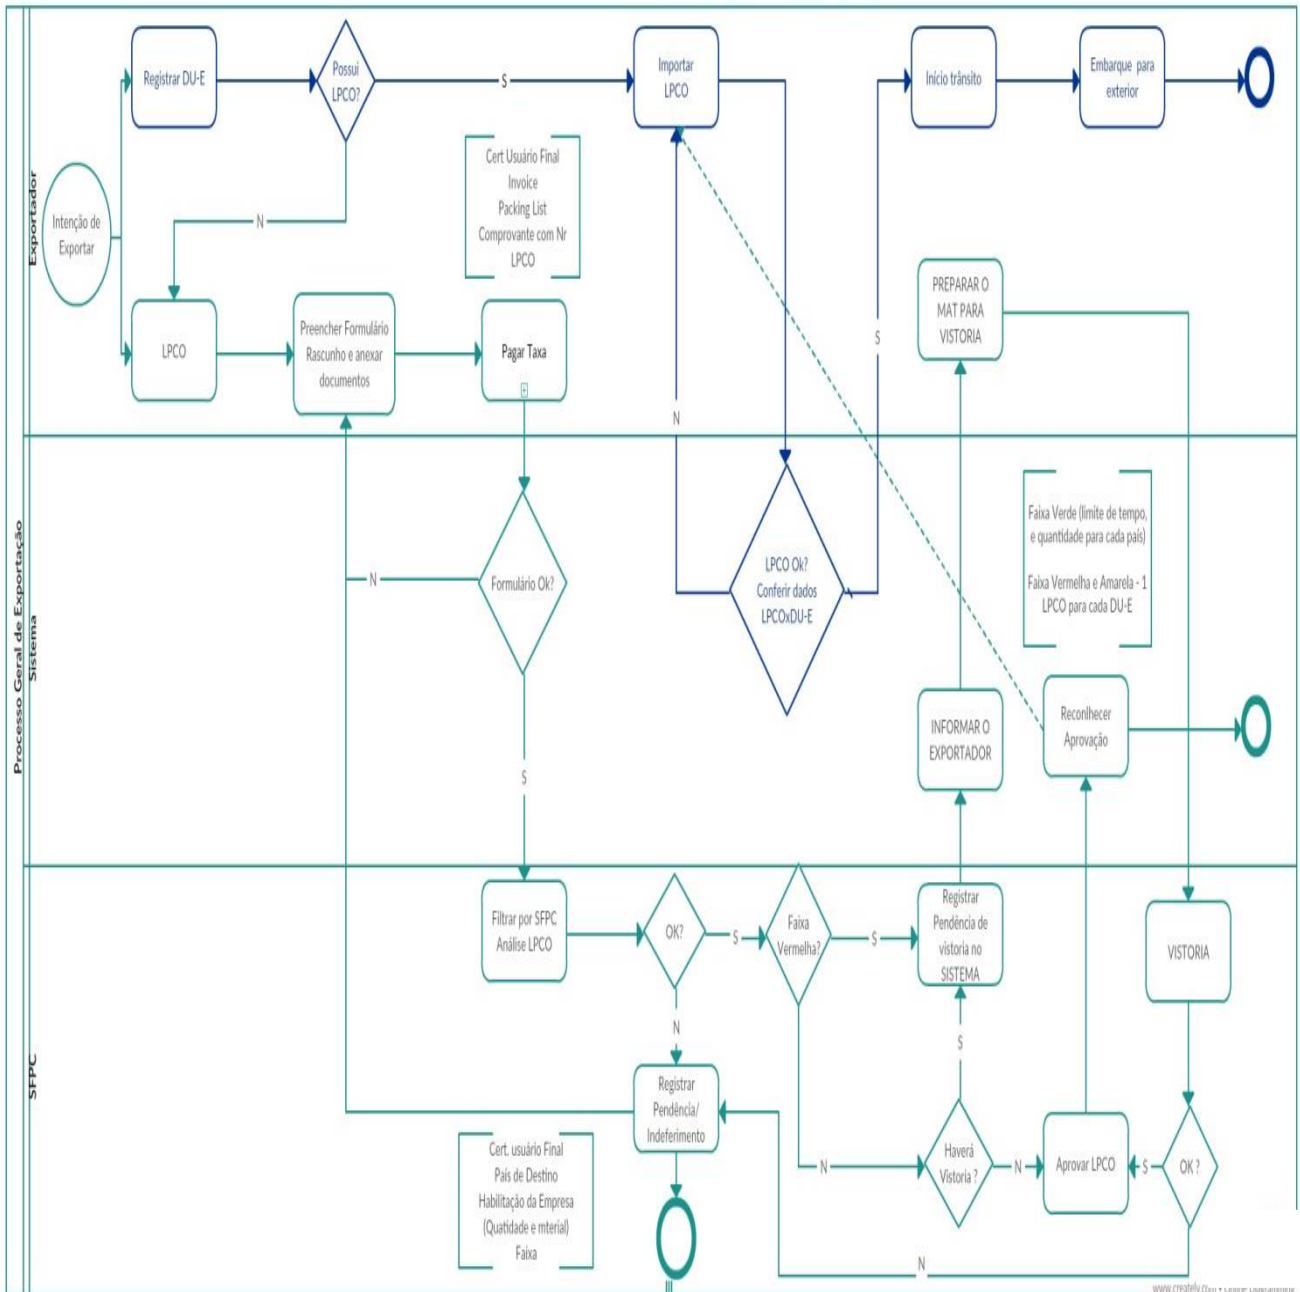 Processo Geral de Exportação
Exportador
Sistema
SFPC
Intenção de
Exportar
Registrar DU-E
Possui
LPCO?
S
N
Importar
LPCO
Início trânsito
Embarque para
exterior
Cert Usuário Final
Invoice
Packing List
Comprovante com Nr
LPCO
LPCO
Preencher Formulário
Rascunho e anexar
documentos
Pagar Taxa
PREPARAR O
MAT PARA
VISTORIA
S
N
Formulário Ok?
N
S
LPCO Ok?
Conferir dados
LPCOxDU-E
Faixa Verde (limite de tempo,
e quantidade para cada país)
Faixa Vermelha e Amarela - 1
LPCO para cada DU-E
INFORMAR O
EXPORTADOR
Reconlhecer
Aprovação
Filtrar por SFPC
Análise LPCO
OK?
S
N
Faixa
Vermelha?
S
N
Registrar
Pendência de
vistoria no
SISTEMA
VISTORIA
Registrar
Pendência/
Indeferimento
S
Haverá
Vistoria ?
N
Aprovar LPCO
S
OK ?
N
Cert. usuário Final
País de Destino
Habilitação da Empresa
(Quatidade e mterial)
Faixa